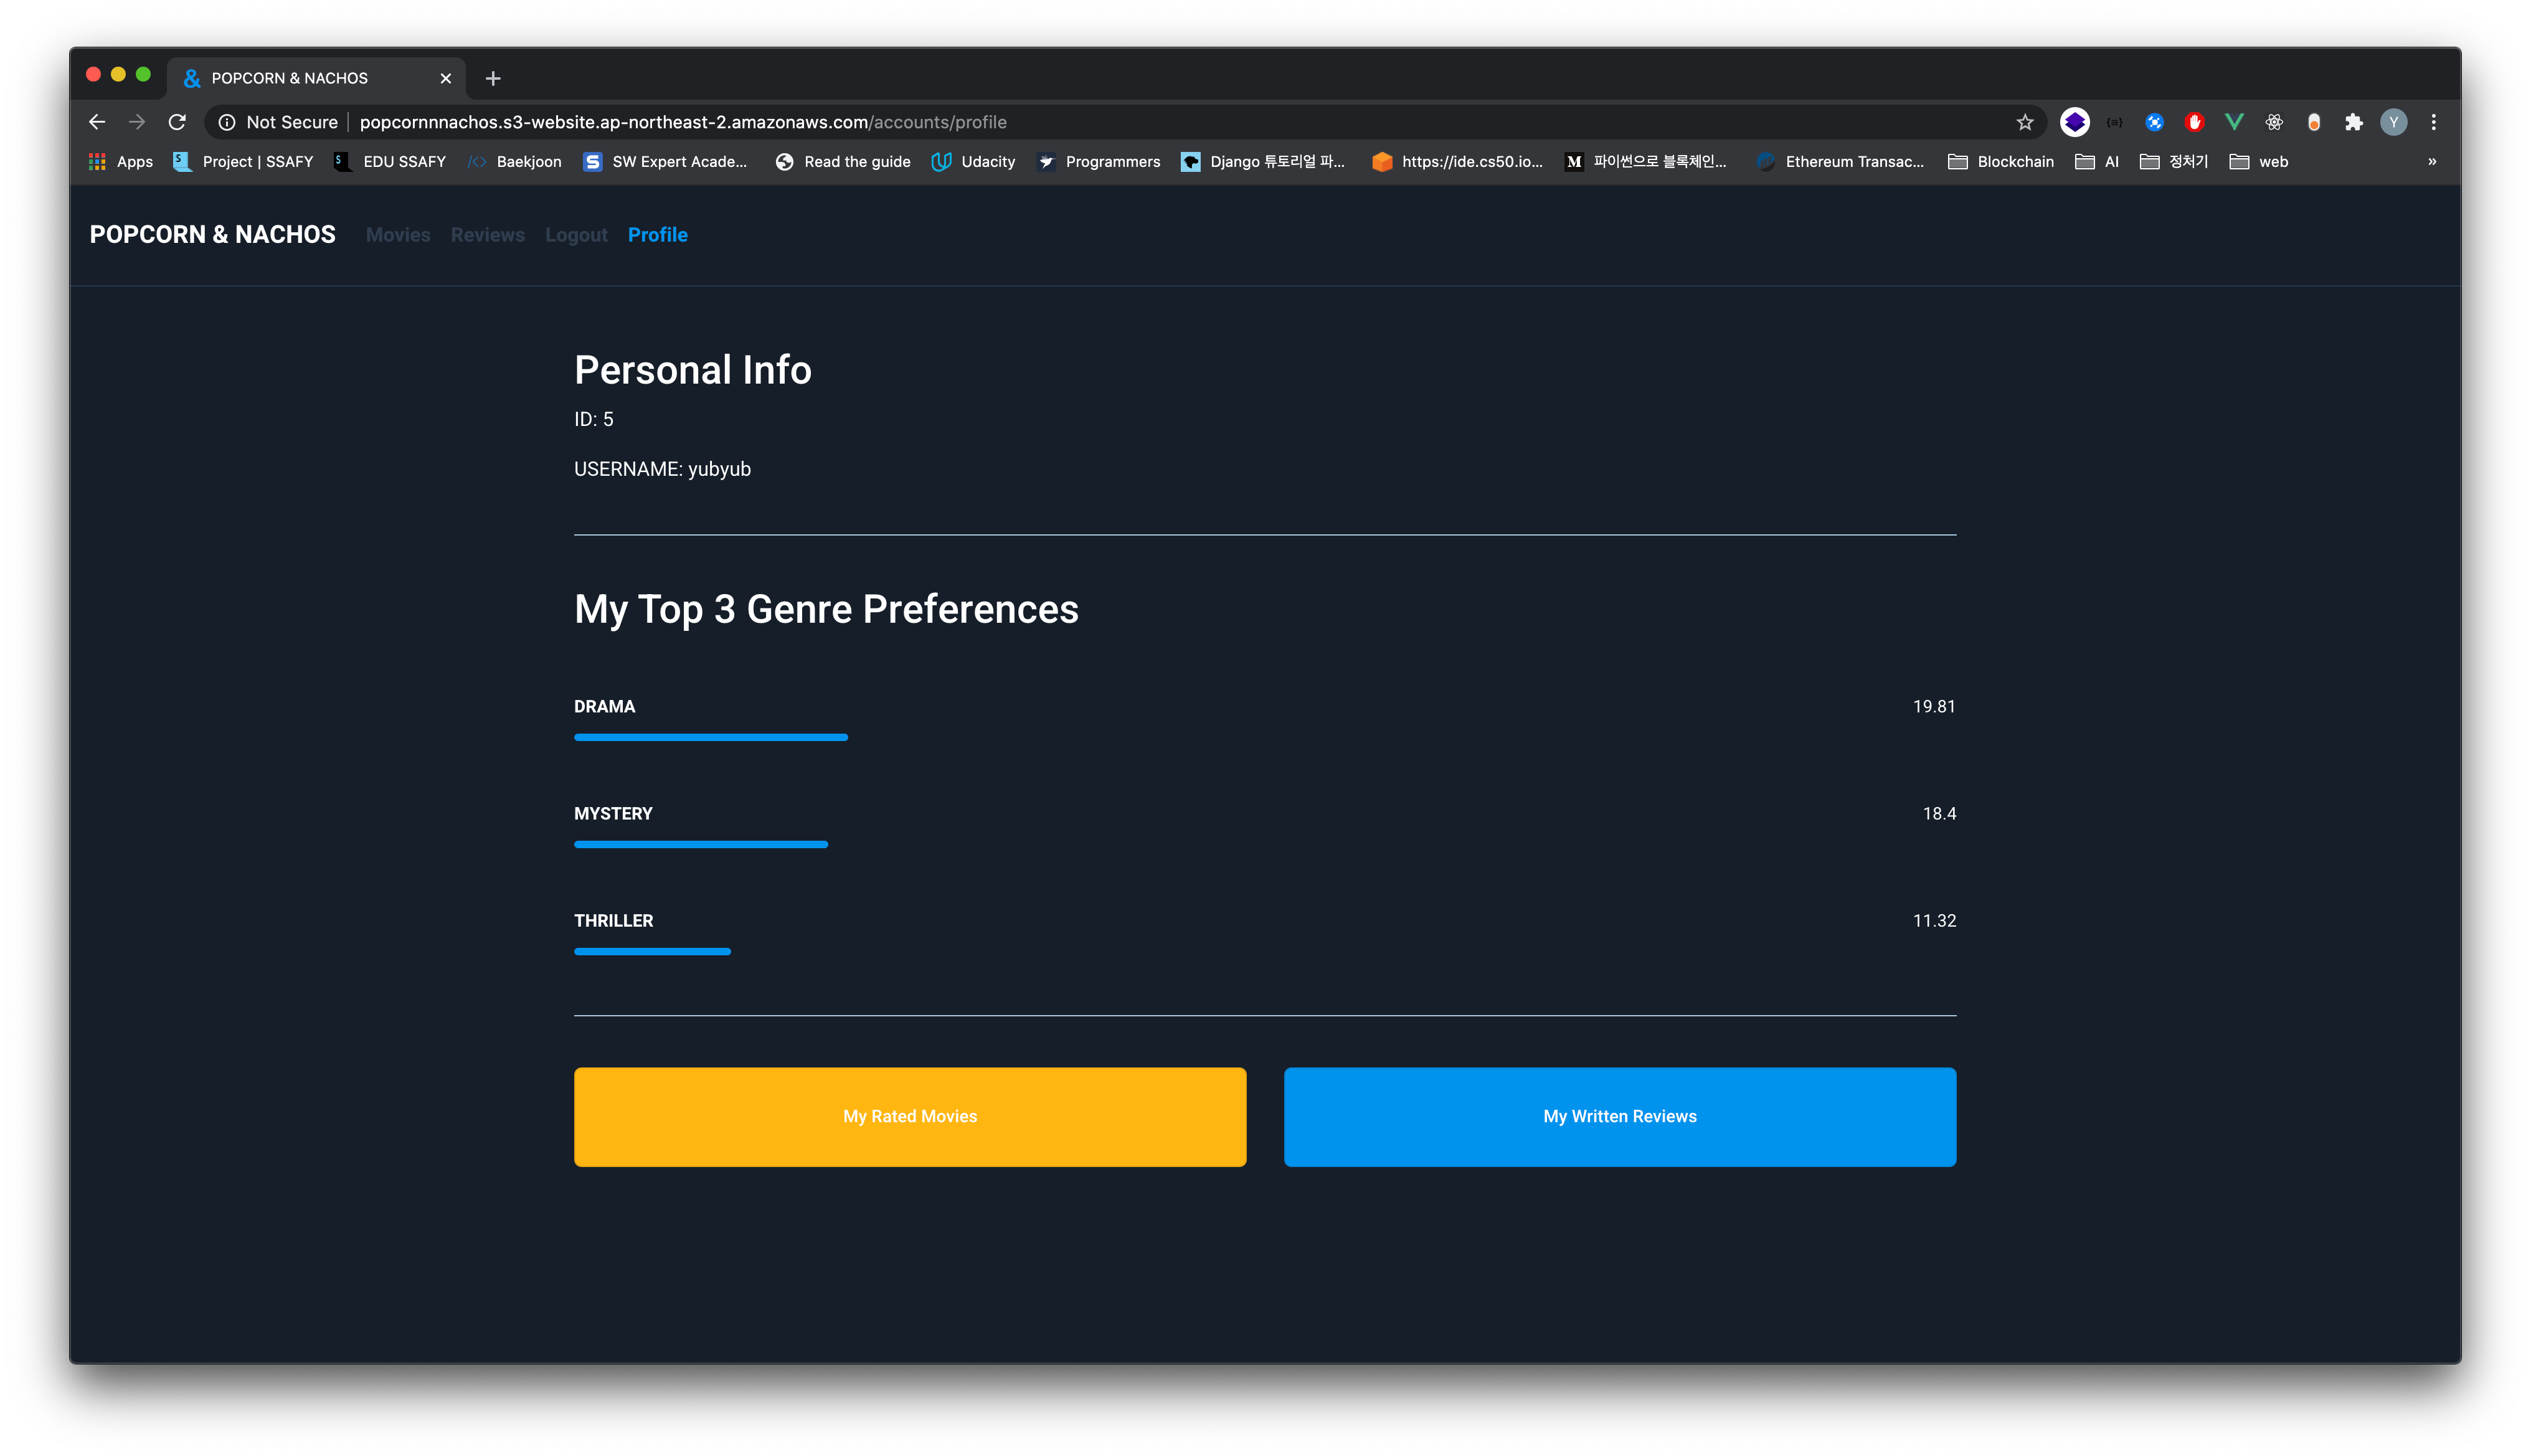 POPCORN & NACHOS
Not Secure | popcornnnachos.s3-website.ap-northeast-2.amazonaws.com/accounts/profile
Y
Apps Project | SSAFY EDU SSAFY Baekjoon SW Expert Acade... Read the guide Udacity Programmers Django 튜토리얼 파... https://ide.cs50.io... 파이썬으로 블록체인... Ethereum Transac... Blockchain AI 정처기 web »
POPCORN & NACHOS Movies Reviews Logout Profile
Personal Info
ID: 5
USERNAME: yubyub
My Top 3 Genre Preferences
DRAMA 19.81
MYSTERY 18.4
THRILLER 11.32
My Rated Movies My Written Reviews